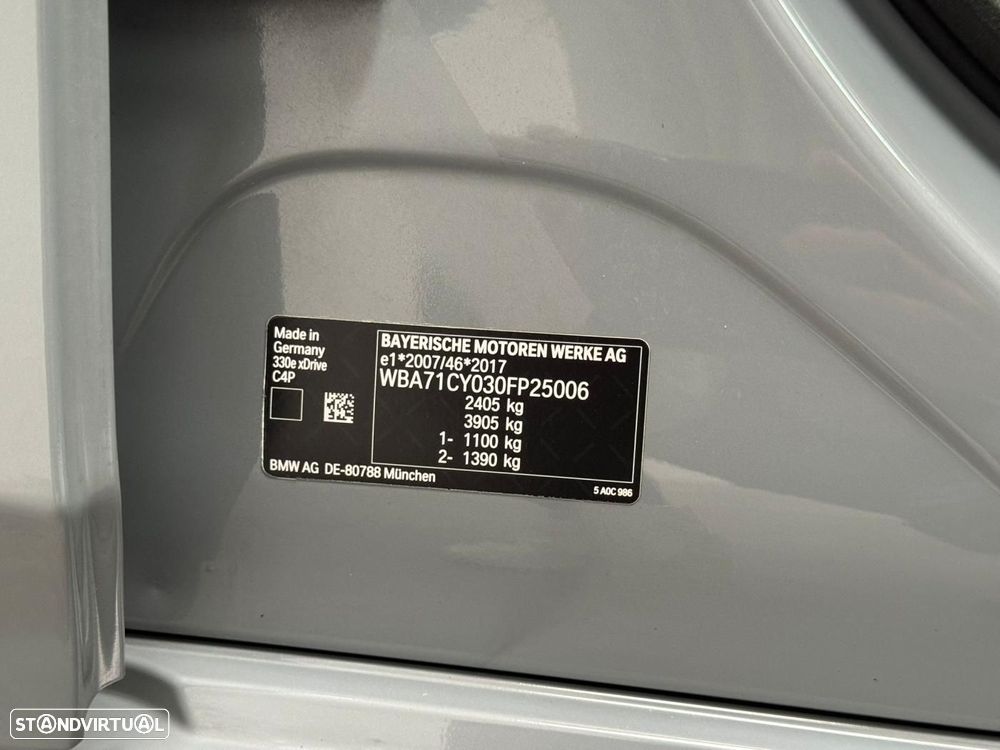 Made in
Germany
330e xDrive
C4P
BAYERISCHE MOTOREN WERKE AG
e1*2007/46*2017
WBA71CY030FP25006
2405 kg
3905 kg
1- 1100 kg
2- 1390 kg
BMW AG DE-80788 München
5 A0C 986
STANDVIRTUAL